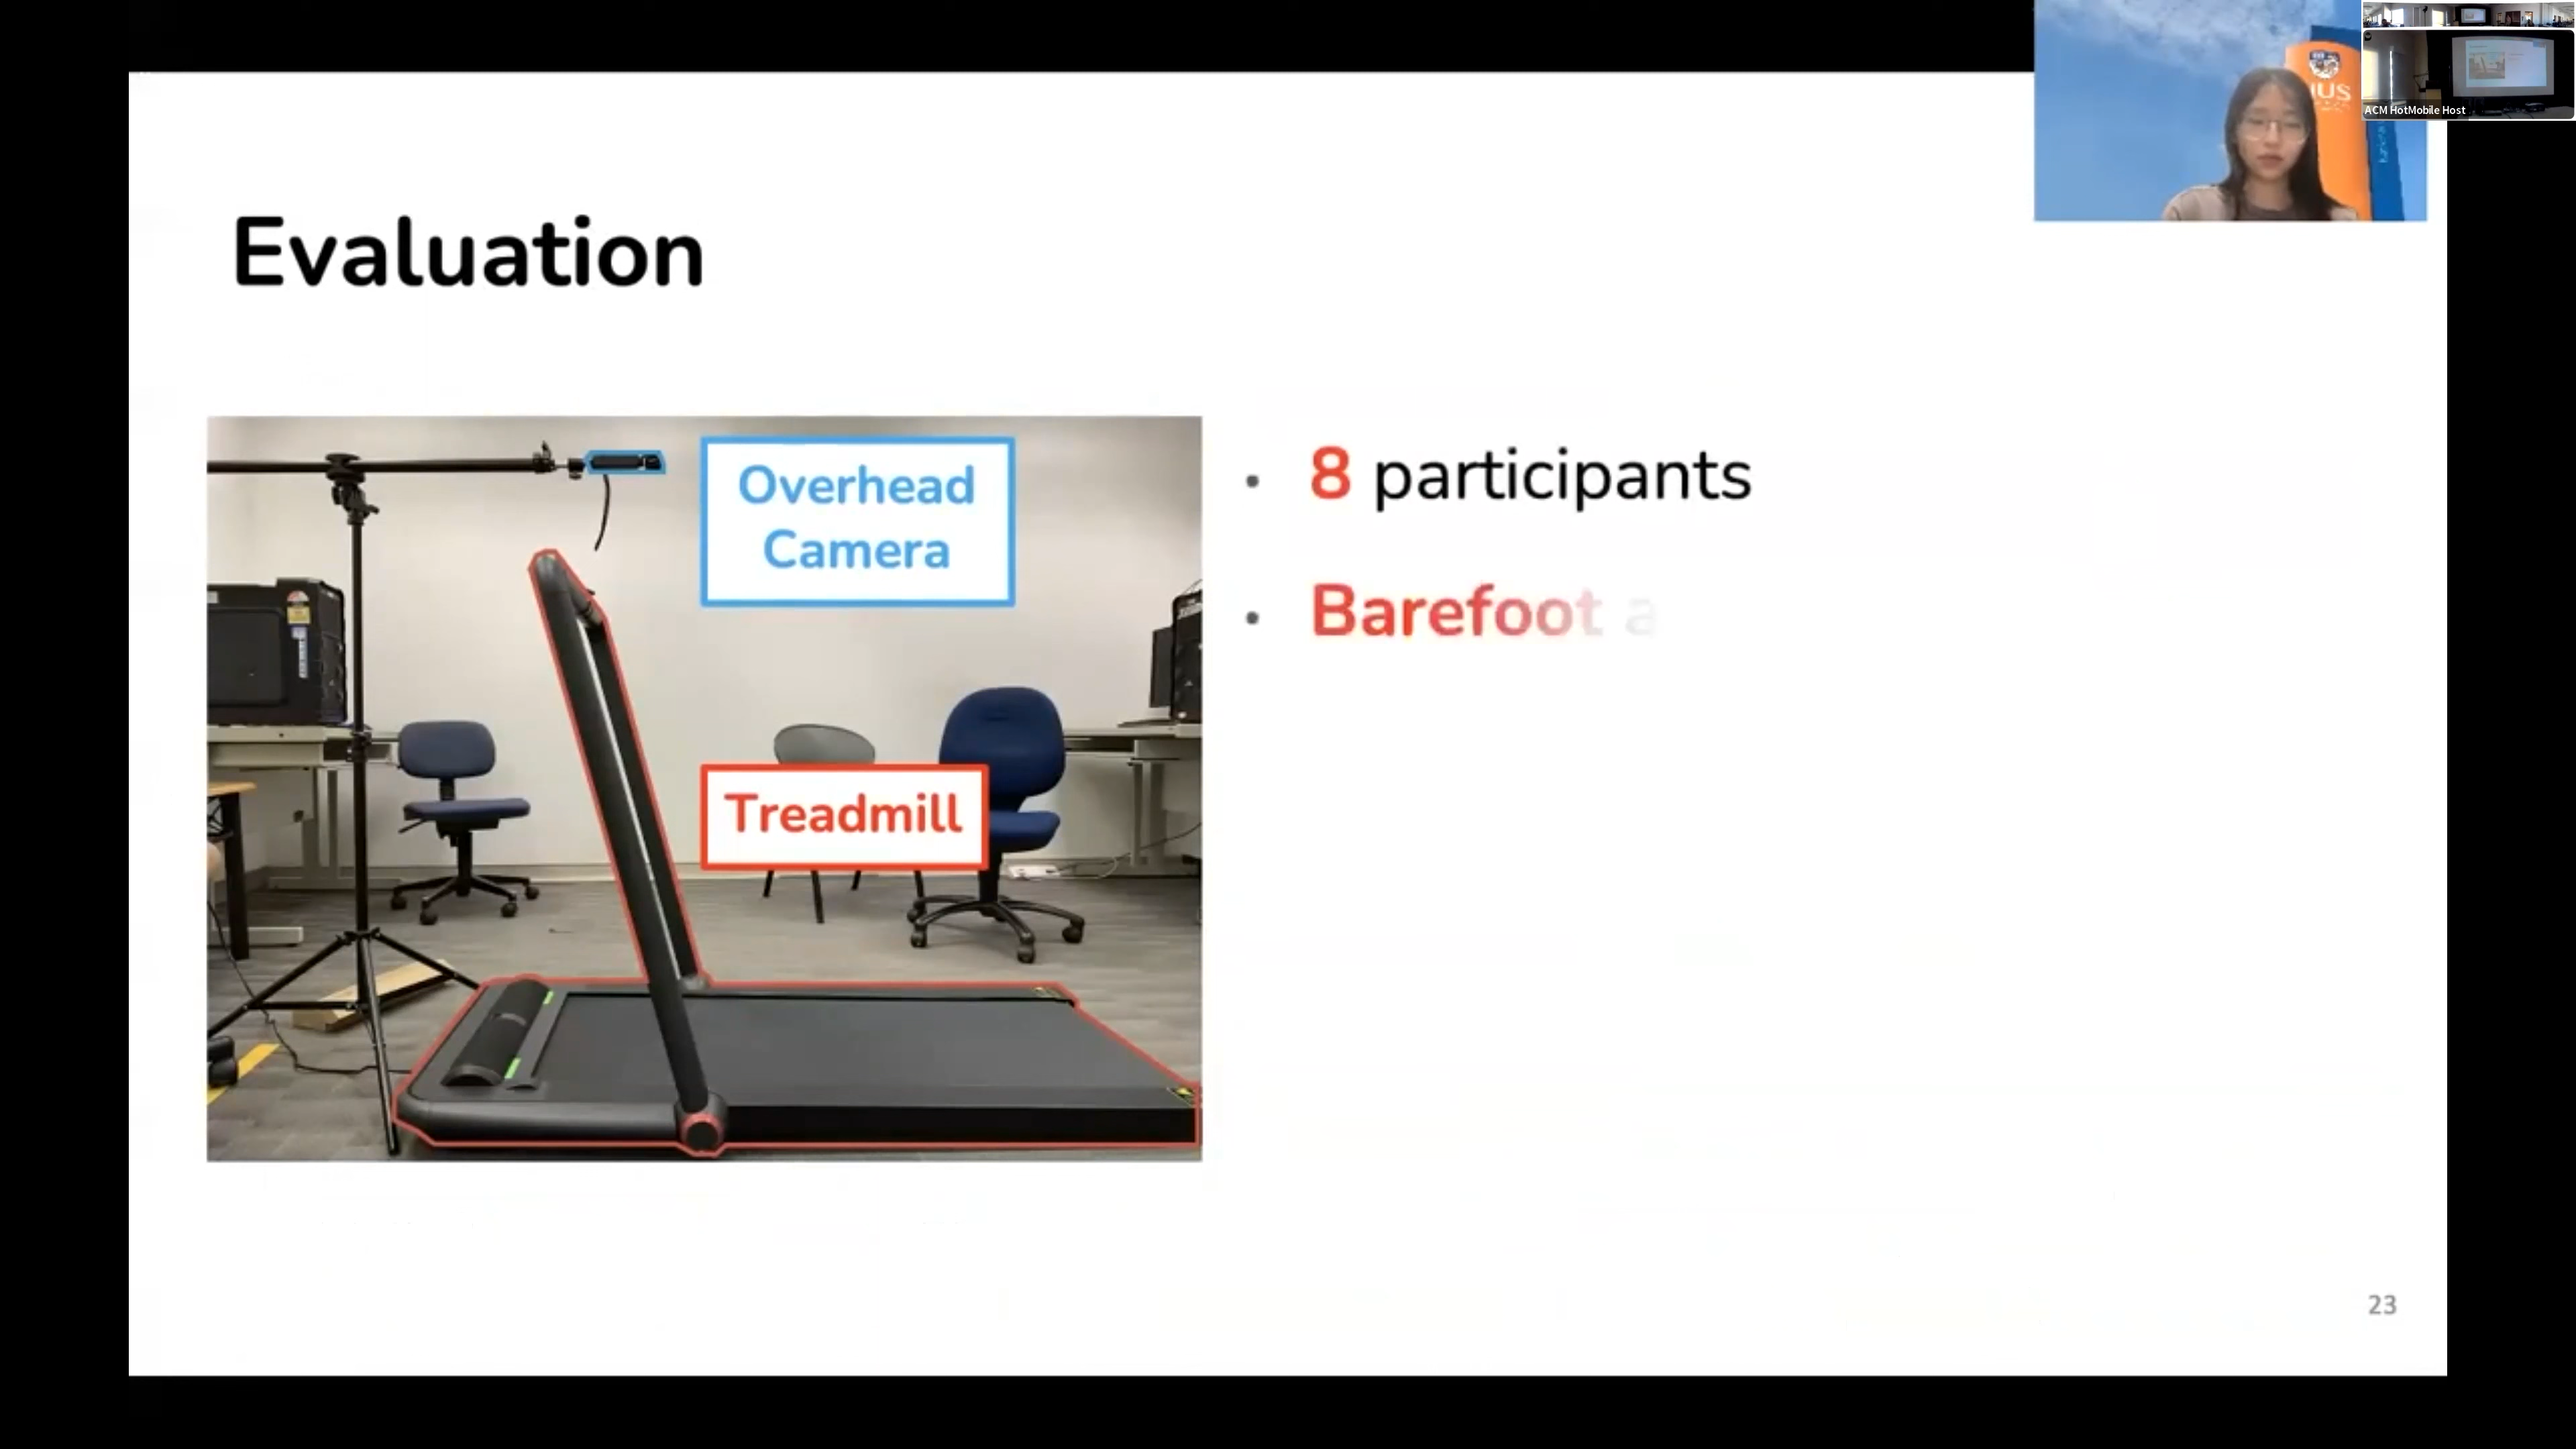 ACM HotMobile Host
Evaluation
Overhead
Camera
Treadmill
• 8 participants
• Barefoot a
23